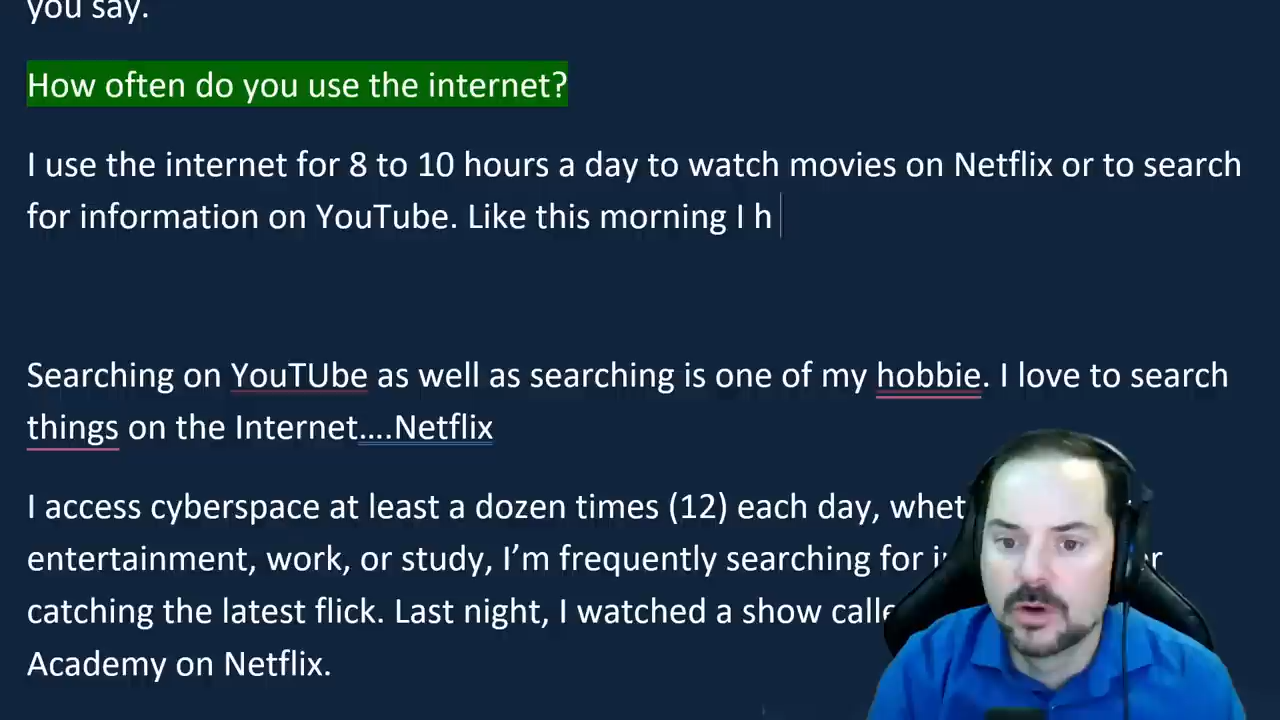 you say.
How often do you use the internet?
I use the internet for 8 to 10 hours a day to watch movies on Netflix or to search
for information on YouTube. Like this morning I h
Searching on YouTUbe as well as searching is one of my hobbie. I love to search
things on the Internet....Netflix
I access cyberspace at least a dozen times (12) each day,
entertainment, work, or study, I’m frequently searching for
catching the latest flick. Last night, I watched a show
Academy on Netflix.